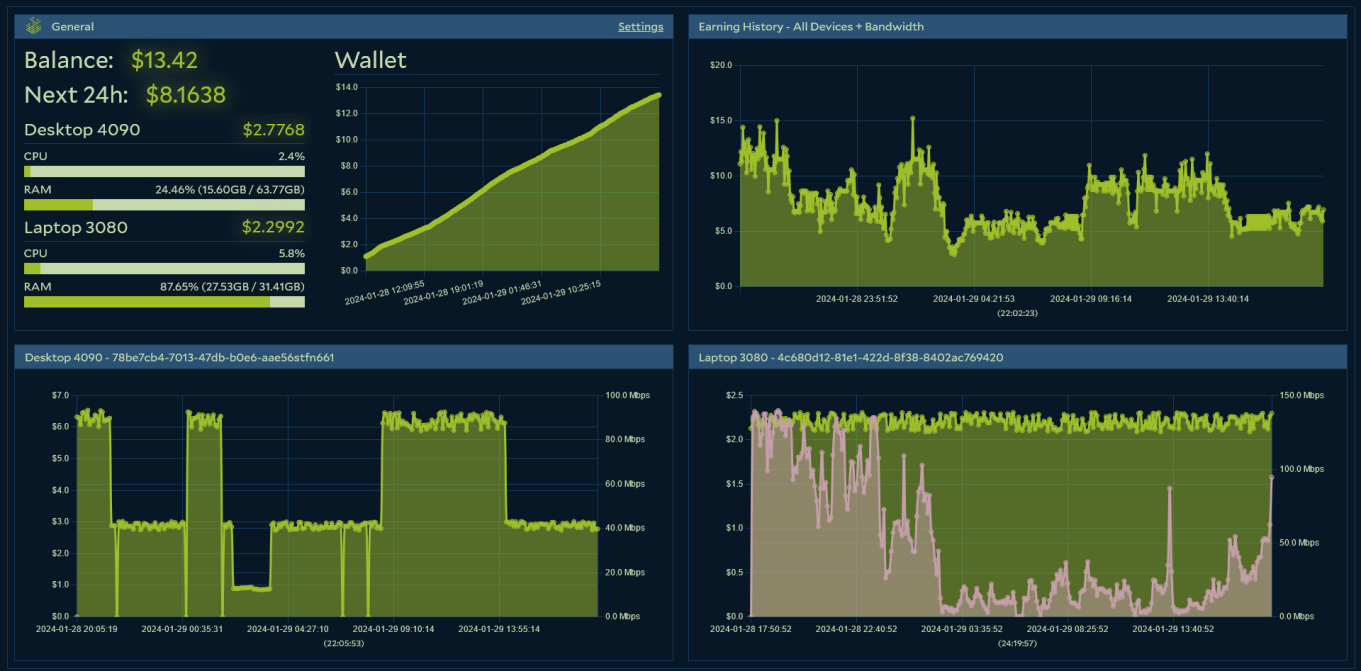 General Settings
Balance: $13.42
Next 24h: $8.1638
Desktop 4090 $2.7768
CPU 2.4%
RAM 24.46% (15.60GB / 63.77GB)
Laptop 3080 $2.2992
CPU 5.8%
RAM 87.65% (27.53GB / 31.41GB)
Wallet
$14.0
$12.0
$10.0
$8.0
$6.0
$4.0
$2.0
$0.0
2024-01-28 12:09:55 2024-01-28 19:01:19 2024-01-29 01:46:31 2024-01-29 10:25:15
Earning History - All Devices + Bandwidth
$20.0
$15.0
$10.0
$5.0
$0.0
2024-01-28 23:51:52 2024-01-29 04:21:53 2024-01-29 09:16:14 2024-01-29 13:40:14
(22:02:23)
Desktop 4090 - 78be7cb4-7013-47db-b0e6-aae56stfn661
$7.0 100.0 Mbps
$6.0
80.0 Mbps
$5.0
60.0 Mbps
$4.0
$3.0
40.0 Mbps
$2.0
20.0 Mbps
$1.0
$0.0 0.0 Mbps
2024-01-28 20:05:19 2024-01-29 00:35:31 2024-01-29 04:27:10 2024-01-29 09:10:14 2024-01-29 13:55:14
(22:05:53)
Laptop 3080 - 4c680d12-81e1-422d-8f38-8402ac769420
$2.5 150.0 Mbps
$2.0
100.0 Mbps
$1.5
$1.0
50.0 Mbps
$0.5
$0.0 0.0 Mbps
2024-01-28 17:50:52 2024-01-28 22:40:52 2024-01-29 03:35:52 2024-01-29 08:25:52 2024-01-29 13:40:52
(24:19:57)